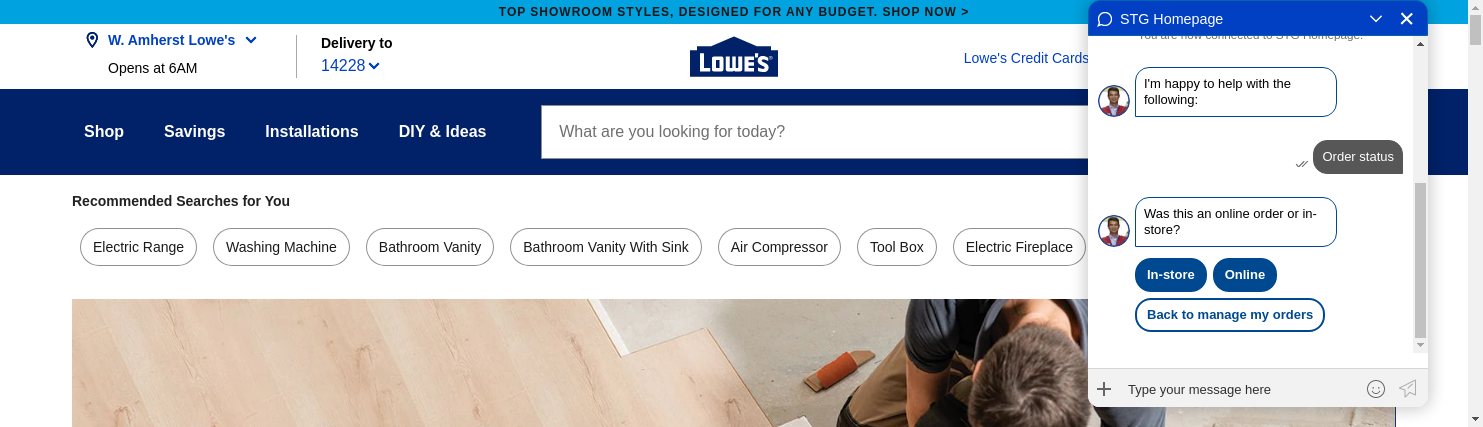 TOP SHOWROOM STYLES, DESIGNED FOR ANY BUDGET. SHOP NOW >
W. Amherst Lowe's
Opens at 6AM
Delivery to
14228
LOWE'S
Lowe's Credit Cards
Shop
Savings
Installations
DIY & Ideas
What are you looking for today?
Recommended Searches for You
Electric Range
Washing Machine
Bathroom Vanity
Bathroom Vanity With Sink
Air Compressor
Tool Box
Electric Fireplace
STG Homepage
You are now connected to STG Homepage.
I'm happy to help with the
following:
Order status
Was this an online order or in-
store?
In-store
Online
Back to manage my orders
Type your message here